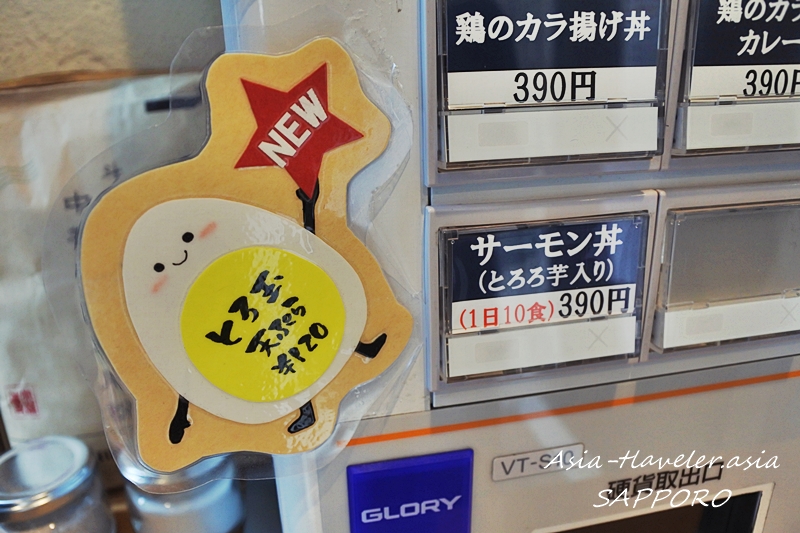 鶏のカラ揚げ丼
390円
鶏のカラ
カレー
390円
NEW
サーモン丼
(とろろ芋入り)
(1日10食)390円
とろ玉
天ぷら
¥120
GLORY
硬貨取出口
Asia-traveler.asia
SAPPORO